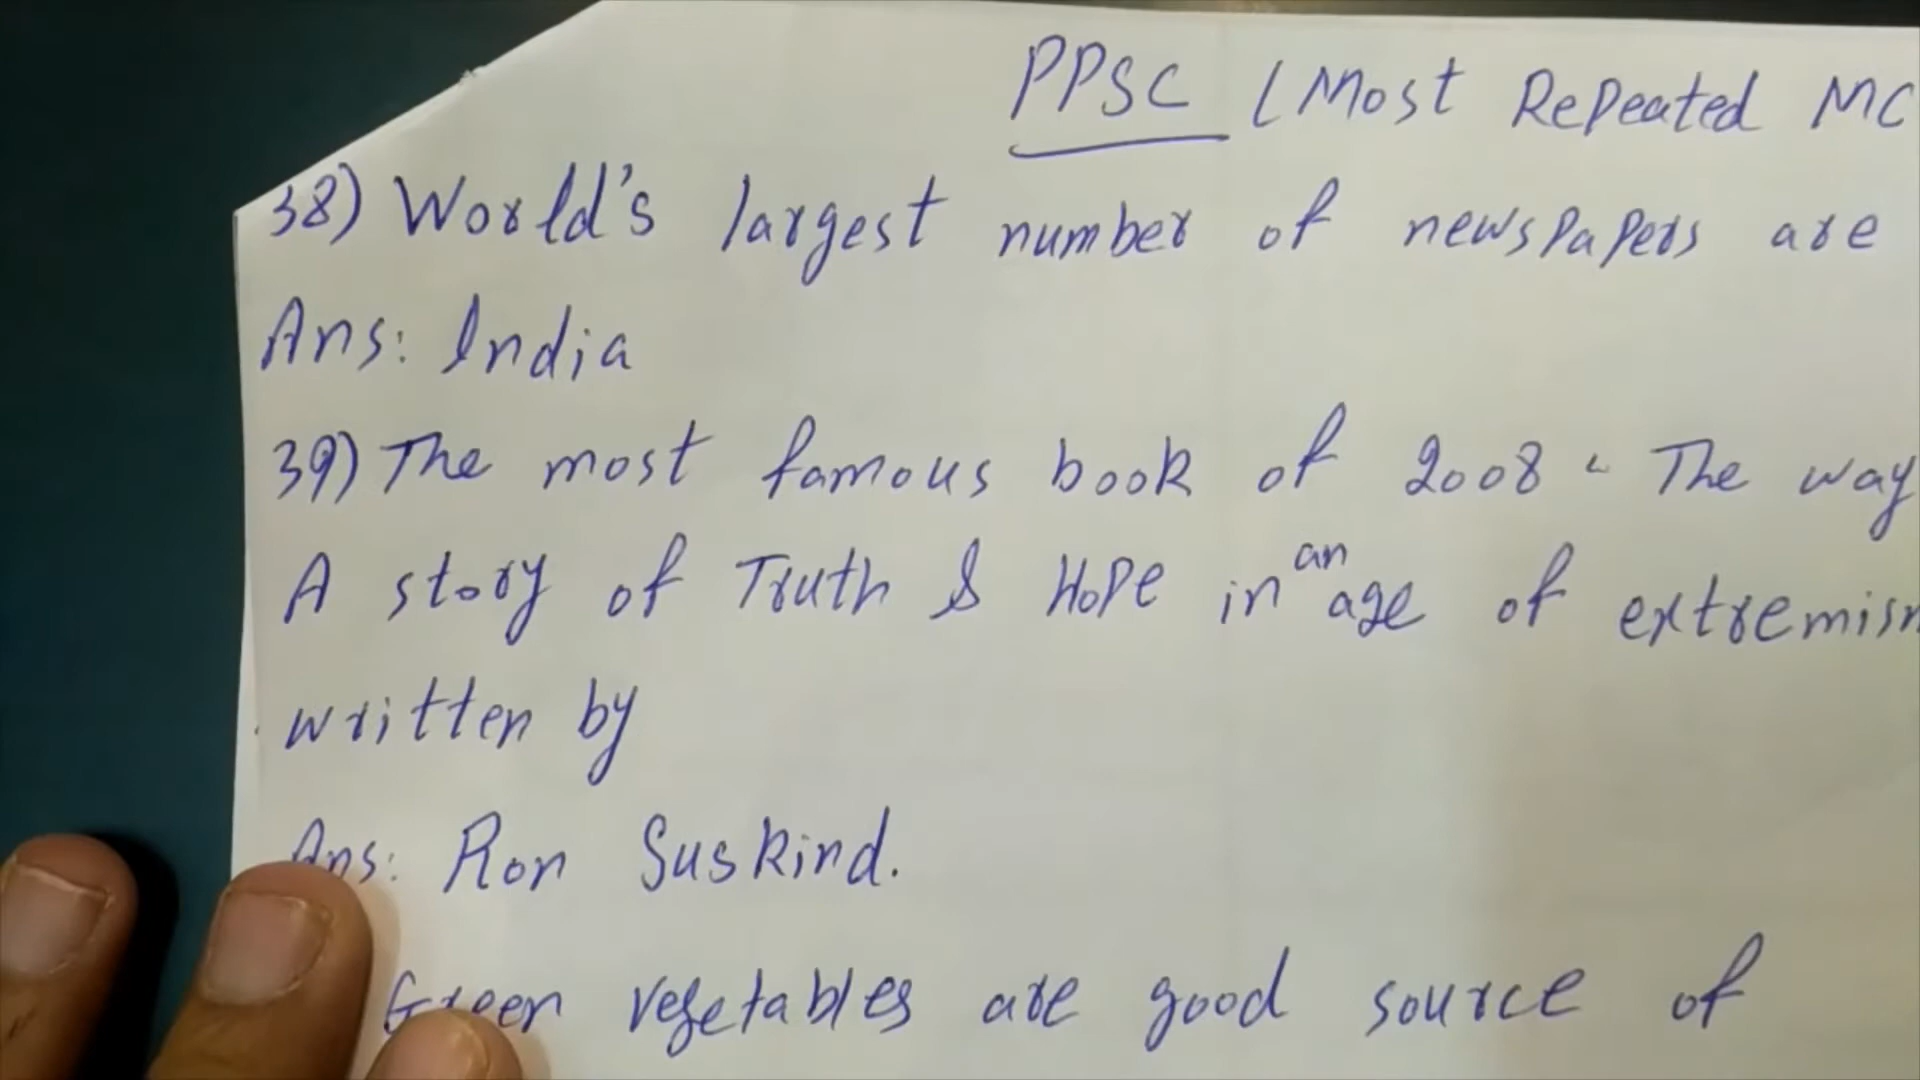 PPSC (Most Repeated MC
38) World's largest number of newspapers are
Ans: India
39) The most famous book of 2008 " The way
A story of Truth & Hope in an age of extremism
written by
Ans: Ron Suskind.
Green vegetables are good source of